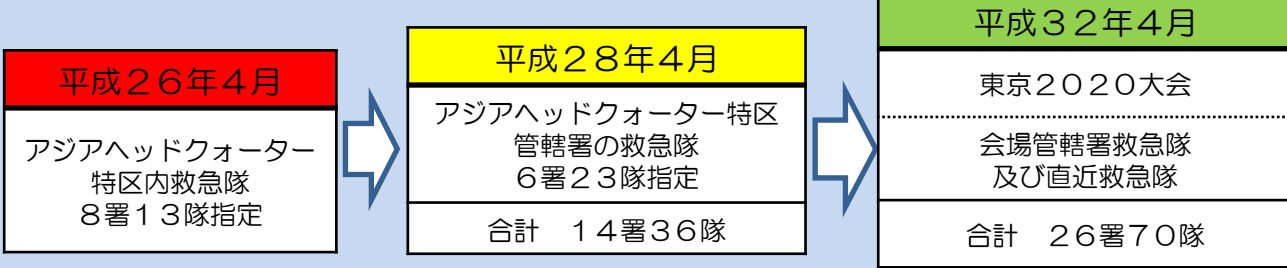 平成２６年４月
アジアヘッドクォーター
特区内救急隊
８署１３隊指定
平成２８年４月
アジアヘッドクォーター特区
管轄署の救急隊
６署２３隊指定
合計　１４署３６隊
平成３２年４月
東京２０２０大会
会場管轄署救急隊
及び直近救急隊
合計　２６署７０隊